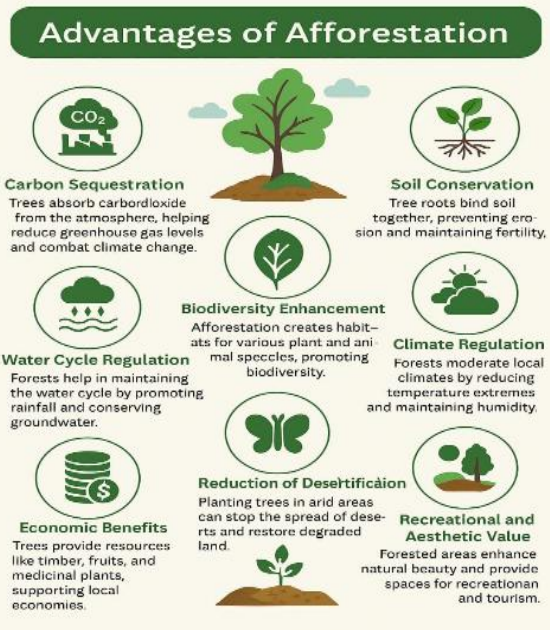 Advantages of Afforestation
CO₂
Carbon Sequestration
Trees absorb carbordloxide
from the atmosphere, helping
reduce greenhouse gas levels
and combat climate change.
Soil Conservation
Tree roots bind soil
together, preventing ero-
sion and maintaining fertility,
Biodiversity Enhancement
Afforestation creates habit-
ats for various plant and ani-
mal speccles, promoting
biodiversity.
Water Cycle Regulation
Forests help in maintaining
the water cycle by promoting
rainfall and conserving
groundwater.
Climate Regulation
Forests moderate local
climates by reducing
temperature extremes
and maintaining humidity.
Reduction of Desertificàion
Planting trees in arid areas
can stop the spread of dese-
rts and restore degraded
land.
$
Economic Benefits
Trees provide resources
like timber, fruits, and
medicinal plants,
supporting local
economies.
Recreational and
Aesthetic Value
Forested areas enhance
natural beauty and provide
spaces for recreationan
and tourism.